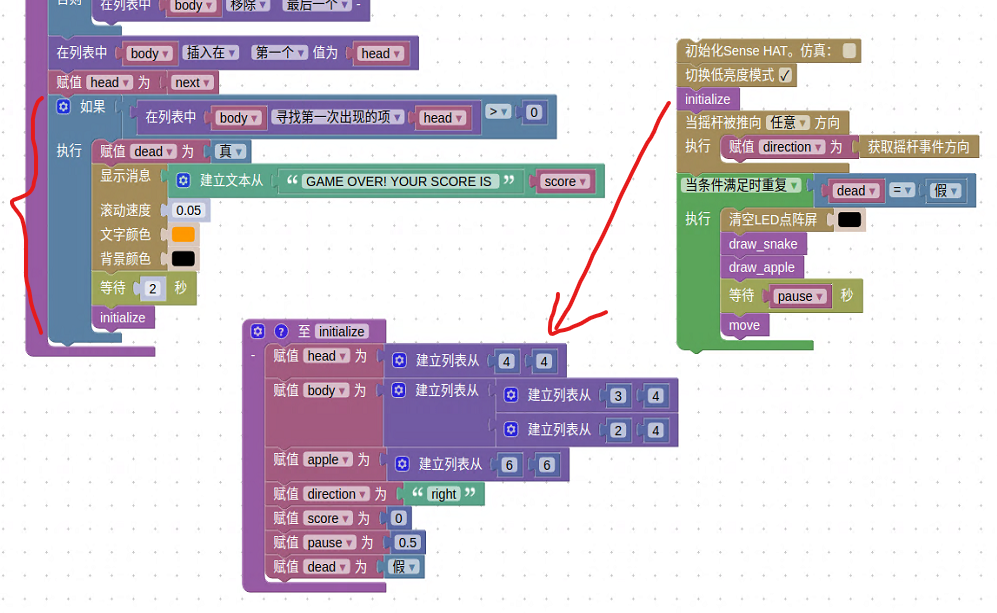 在列表中 body 移除 最后一个 -
在列表中 body 插入在 第一个 值为 head
赋值 head 为 next
如果 在列表中 body 寻找第一次出现的项 head > 0
执行 赋值 dead 为 真
显示消息 建立文本从 “ GAME OVER! YOUR SCORE IS ” score
滚动速度 0.05
文字颜色
背景颜色
等待 2 秒
initialize
? 至 initialize
- 赋值 head 为 建立列表从 4 4
赋值 body 为 建立列表从 建立列表从 3 4
建立列表从 2 4
赋值 apple 为 建立列表从 6 6
赋值 direction 为 “ right ”
赋值 score 为 0
赋值 pause 为 0.5
赋值 dead 为 假
初始化Sense HAT。仿真：
切换低亮度模式 ✓
initialize
当摇杆被推向 任意 方向
执行 赋值 direction 为 获取摇杆事件方向
当条件满足时重复 dead = 假
执行 清空LED点阵屏
draw_snake
draw_apple
等待 pause 秒
move